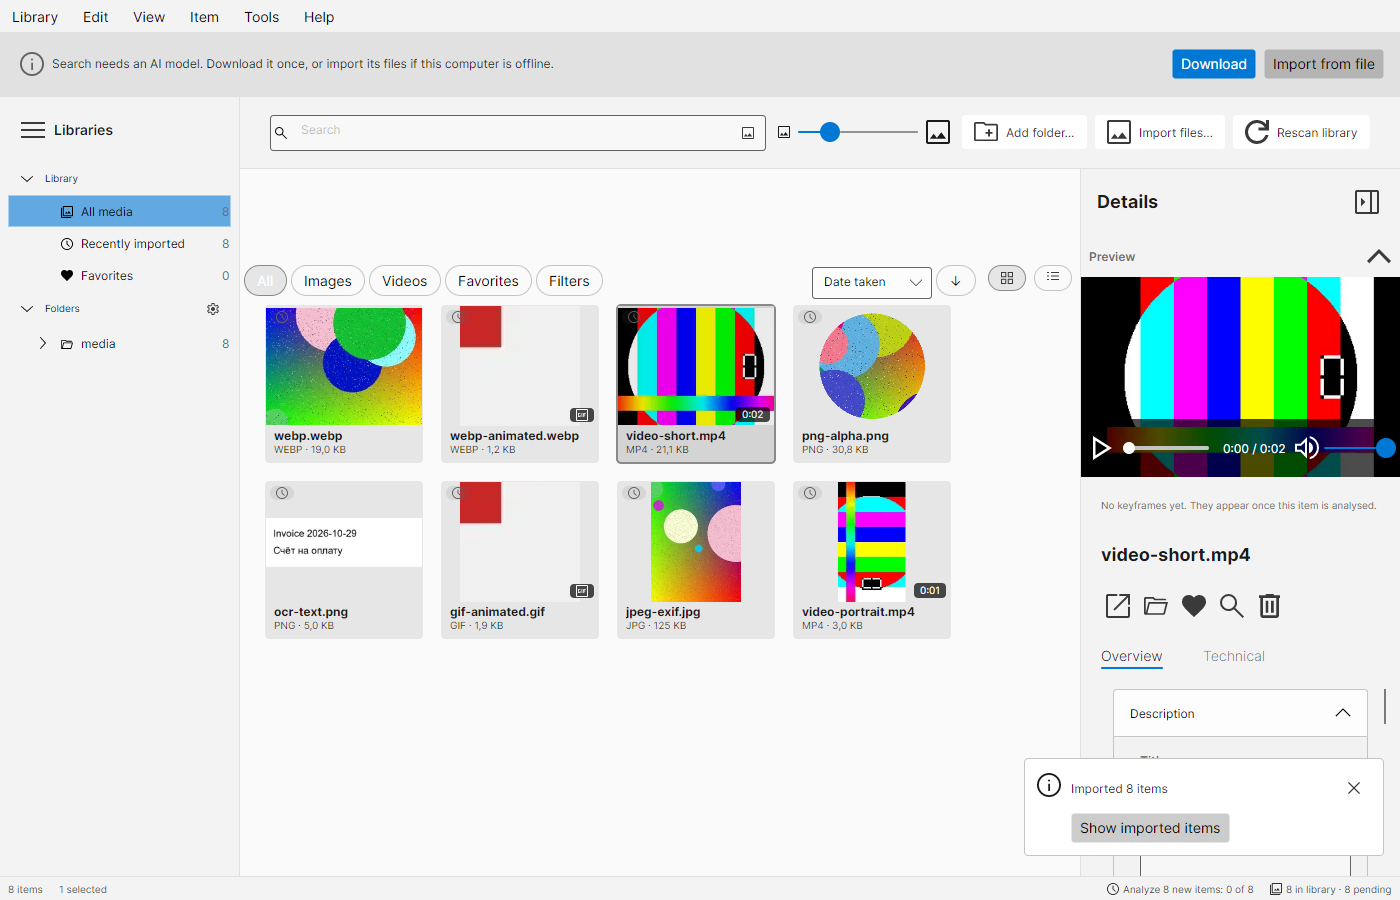 Library Edit View Item Tools Help
Search needs an AI model. Download it once, or import its files if this computer is offline.
Download
Import from file
Libraries
Search
Add folder...
Import files...
Rescan library
Library
All media 8
Recently imported 8
Favorites 0
Folders
media 8
All
Images
Videos
Favorites
Filters
Date taken
webp.webp
WEBP · 19,0 KB
GIF
webp-animated.webp
WEBP · 1,2 KB
0:02
video-short.mp4
MP4 · 21,1 KB
png-alpha.png
PNG · 30,8 KB
Invoice 2026-10-29
Счёт на оплату
ocr-text.png
PNG · 5,0 KB
GIF
gif-animated.gif
GIF · 1,9 KB
jpeg-exif.jpg
JPG · 125 KB
0:01
video-portrait.mp4
MP4 · 3,0 KB
Details
Preview
0:00 / 0:02
No keyframes yet. They appear once this item is analysed.
video-short.mp4
Overview
Technical
Description
Imported 8 items
Show imported items
8 items
1 selected
Analyze 8 new items: 0 of 8
8 in library · 8 pending